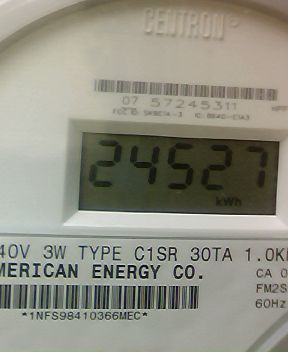 CENTRON®
07 57245311
24527
kWh
40V 3W TYPE C1SR 30TA 1.0K
MERICAN ENERGY CO.
CA 0
FM2S
60Hz
*1NFS98410366MEC*